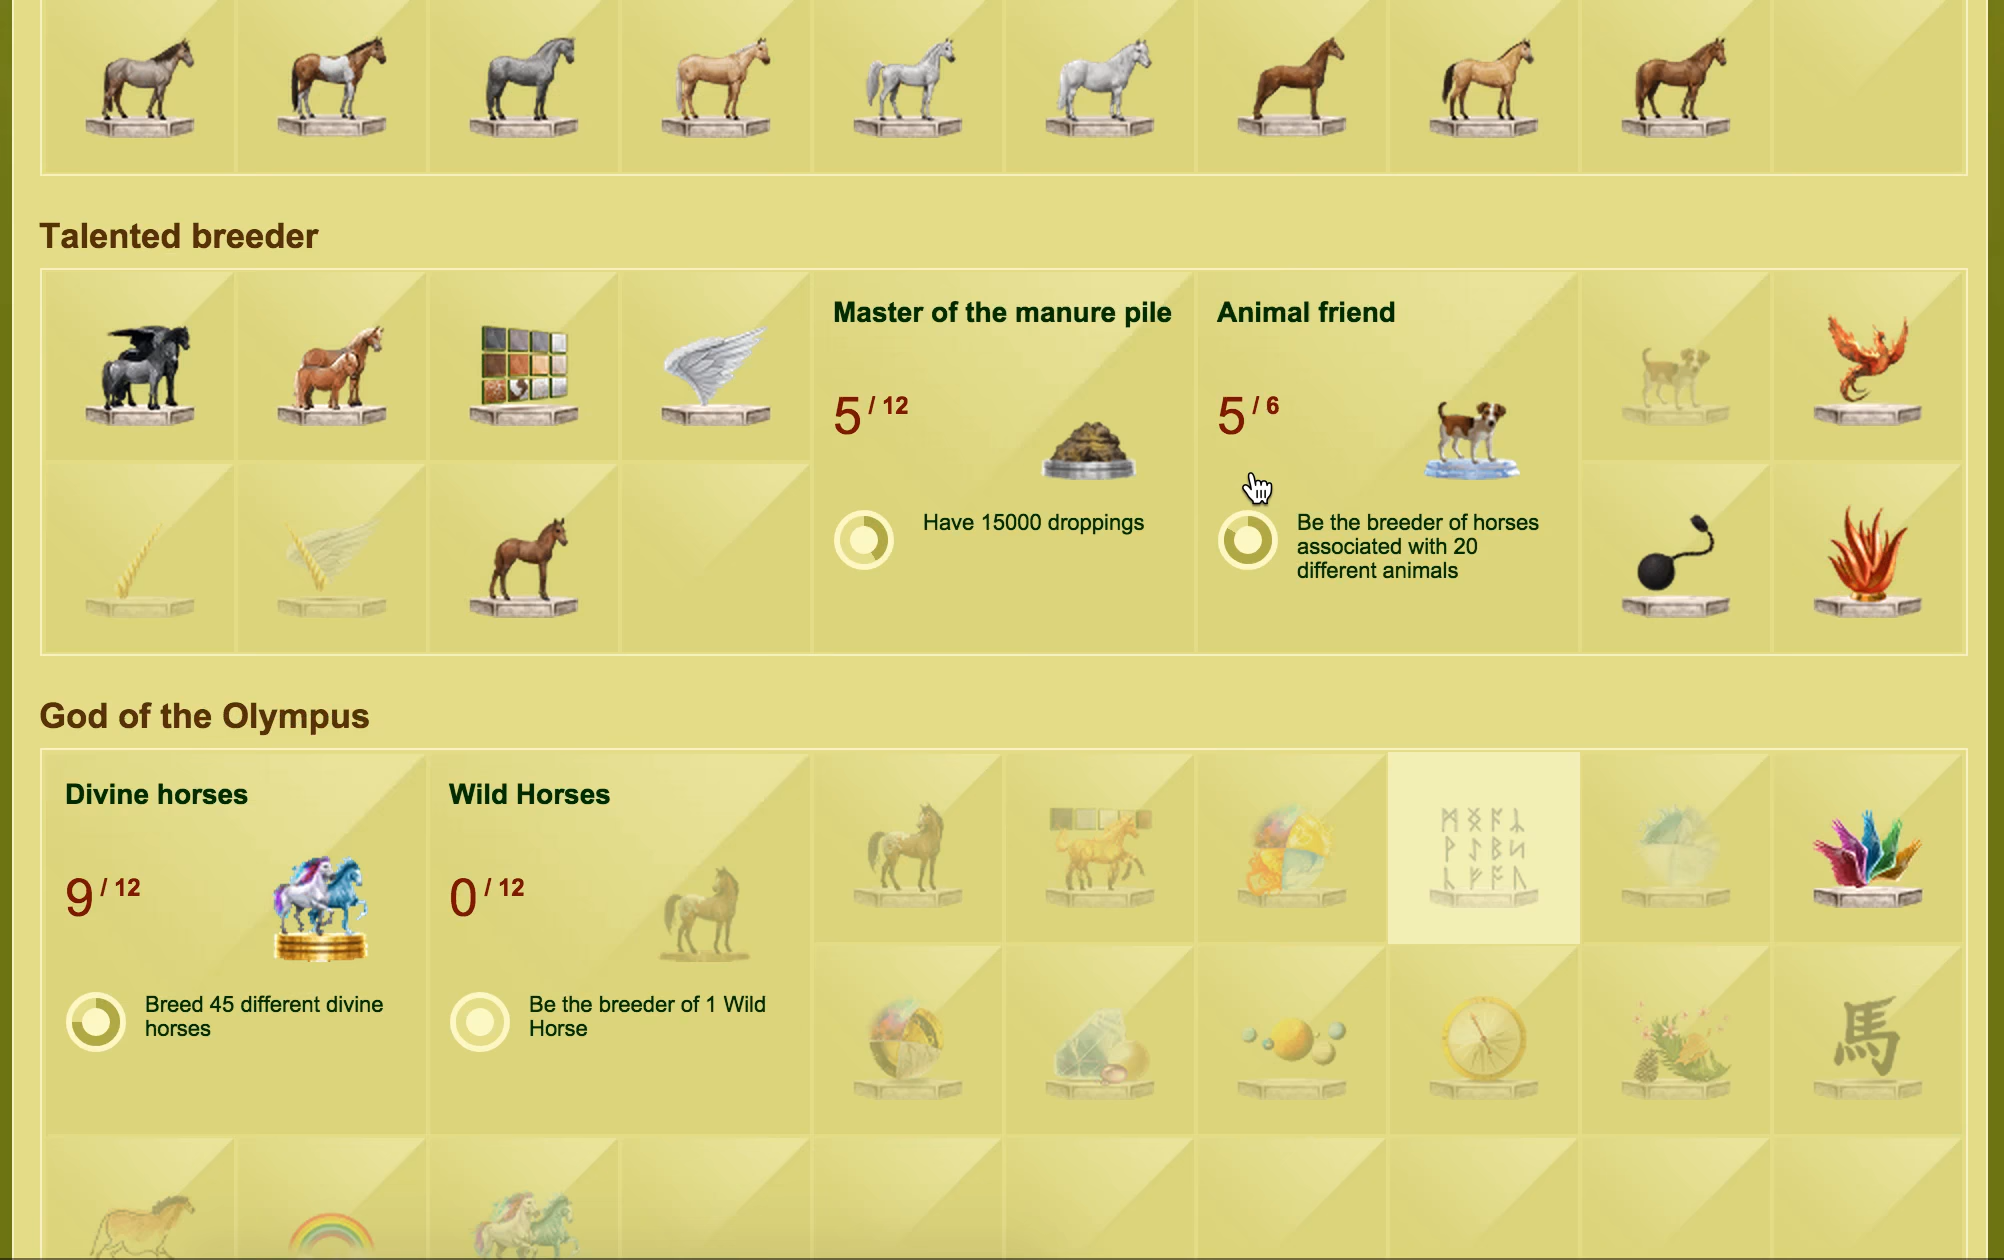 Talented breeder
Master of the manure pile
Animal friend
5 / 12
5 / 6
Have 15000 droppings
Be the breeder of horses
associated with 20
different animals
God of the Olympus
Divine horses
Wild Horses
9 / 12
0 / 12
Breed 45 different divine
horses
Be the breeder of 1 Wild
Horse
馬